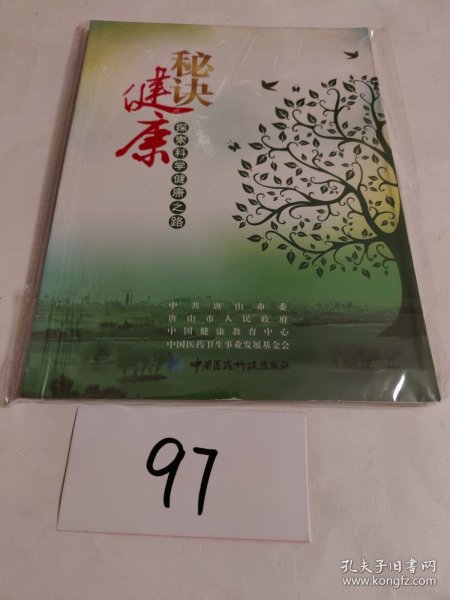 健康
秘诀
探索科学健康之路
中共唐山市委
唐山市人民政府
中国健康教育中心
中国医药卫生事业发展基金会
中国医药科技出版社
97
孔夫子旧书网
www.kongfz.com